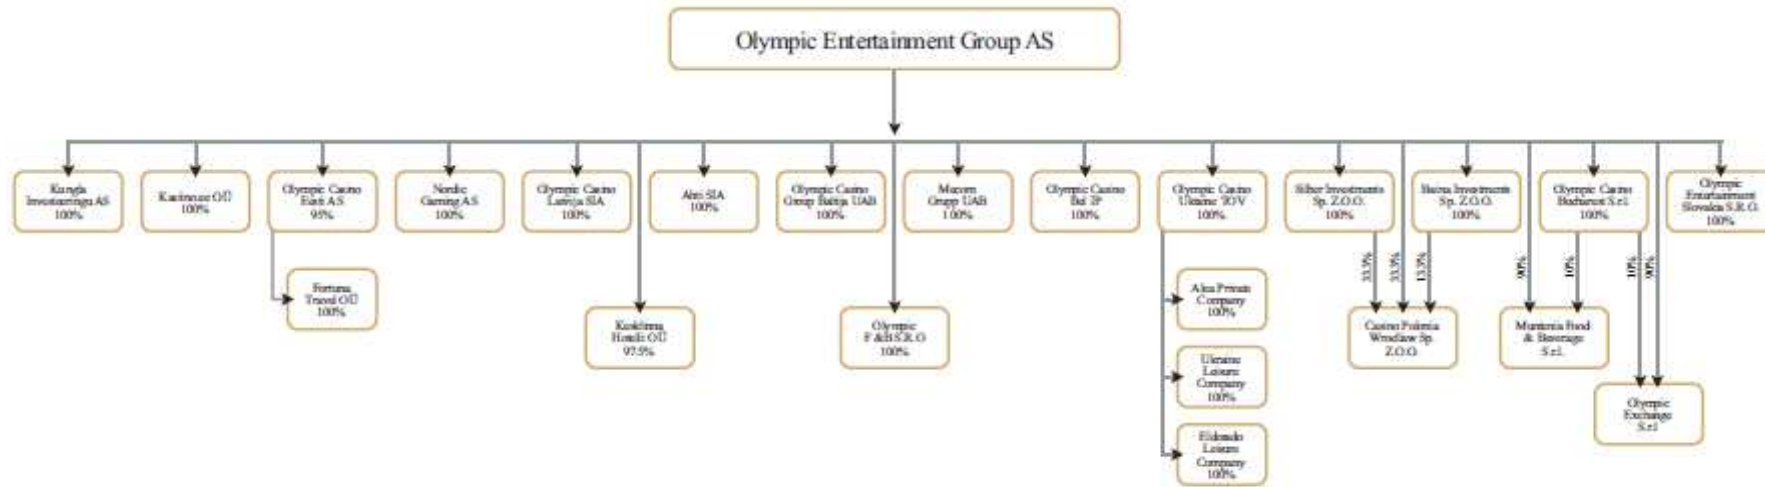 Olympic Entertainment Group AS
Kungla
Investeeringu AS
100%
Kasiinode OÜ
100%
Olympic Casino
Eesti AS
95%
Nordic
Gaming AS
100%
Olympic Casino
Latvija SIA
100%
Ahti SIA
100%
Olympic Casino
Group Baltija UAB
100%
Mecom
Grupp UAB
100%
Olympic Casino
Bel IP
100%
Olympic Casino
Ukraine TOV
100%
Silber Investments
Sp. Z.O.O.
100%
Baina Investments
Sp. Z.O.O.
100%
Olympic Casino
Bucharest S.r.l.
100%
Olympic
Entertainment
Slovakia S.R.O.
100%
33.3%
33.3%
13.3%
90%
10%
10%
90%
Fortuna
Travel OÜ
100%
Alea Private
Company
100%
Kesklinna
Hotelli OÜ
97.5%
Olympic
F &B S.R.O
100%
Casino Polonia
Wroclaw Sp.
Z.O.O.
Muntenia Food
& Beverage
S.r.l.
Ukraine
Leisure
Company
100%
Olympic
Exchange
S.r.l
Eldorado
Leisure
Company
100%